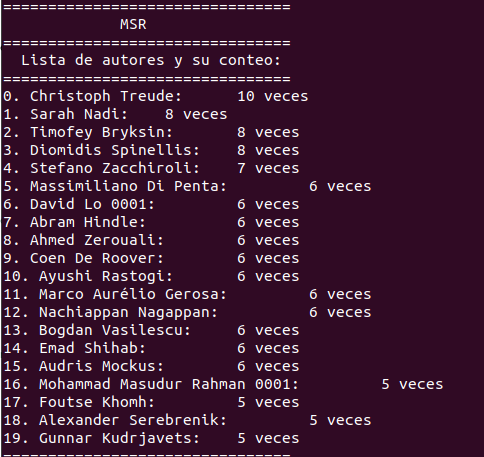 ================================
MSR
================================
Lista de autores y su conteo:
================================
0. Christoph Treude: 10 veces
1. Sarah Nadi: 8 veces
2. Timofey Bryksin: 8 veces
3. Diomidis Spinellis: 8 veces
4. Stefano Zacchiroli: 7 veces
5. Massimiliano Di Penta: 6 veces
6. David Lo 0001: 6 veces
7. Abram Hindle: 6 veces
8. Ahmed Zerouali: 6 veces
9. Coen De Roover: 6 veces
10. Ayushi Rastogi: 6 veces
11. Marco Aurélio Gerosa: 6 veces
12. Nachiappan Nagappan: 6 veces
13. Bogdan Vasilescu: 6 veces
14. Emad Shihab: 6 veces
15. Audris Mockus: 6 veces
16. Mohammad Masudur Rahman 0001: 5 veces
17. Foutse Khomh: 5 veces
18. Alexander Serebrenik: 5 veces
19. Gunnar Kudrjavets: 5 veces
================================